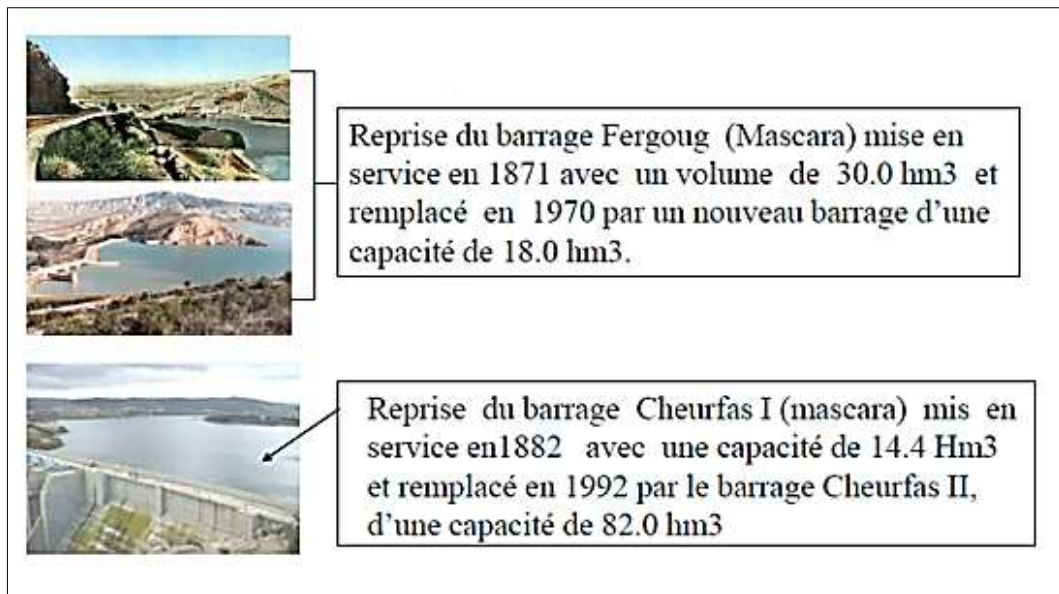 Reprise du barrage Fergoug (Mascara) mise en
service en 1871 avec un volume de 30.0 hm3 et
remplacé en 1970 par un nouveau barrage d’une
capacité de 18.0 hm3.
Reprise du barrage Cheurfas I (mascara) mis en
service en1882 avec une capacité de 14.4 Hm3
et remplacé en 1992 par le barrage Cheurfas II,
d’une capacité de 82.0 hm3